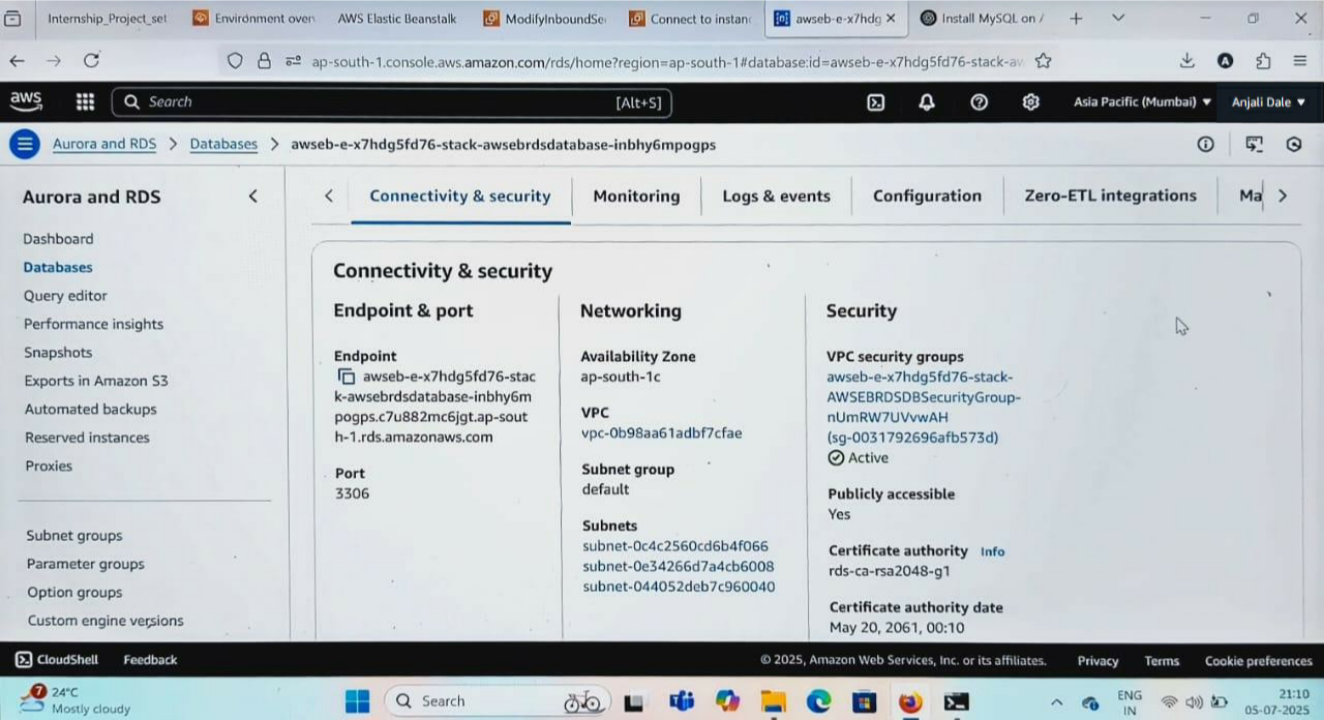 Internship_Project_set
Environment over
AWS Elastic Beanstalk
ModifyInboundSe
Connect to instanc
awseb-e-x7hdg
Install MySQL on /
ap-south-1.console.aws.amazon.com/rds/home?region=ap-south-1#database:id=awseb-e-x7hdg5fd76-stack-aw
aws
Search
[Alt+S]
Asia Pacific (Mumbai)
Anjali Dale
Aurora and RDS > Databases > awseb-e-x7hdg5fd76-stack-awsebrdsdatabase-inbhy6mpogps
Aurora and RDS
Dashboard
Databases
Query editor
Performance insights
Snapshots
Exports in Amazon S3
Automated backups
Reserved instances
Proxies
Subnet groups
Parameter groups
Option groups
Custom engine versions
Connectivity & security
Monitoring
Logs & events
Configuration
Zero-ETL integrations
Ma
Connectivity & security
Endpoint & port
Endpoint
awseb-e-x7hdg5fd76-stac
k-awsebrdsdatabase-inbhy6m
pogps.c7u882mc6jgt.ap-sout
h-1.rds.amazonaws.com
Port
3306
Networking
Availability Zone
ap-south-1c
VPC
vpc-0b98aa61adbf7cfae
Subnet group
default
Subnets
subnet-0c4c2560cd6b4f066
subnet-0e34266d7a4cb6008
subnet-044052deb7c960040
Security
VPC security groups
awseb-e-x7hdg5fd76-stack-
AWSEBRDSDBSecurityGroup-
nUmRW7UVvwAH
(sg-0031792696afb573d)
Active
Publicly accessible
Yes
Certificate authority Info
rds-ca-rsa2048-g1
Certificate authority date
May 20, 2061, 00:10
CloudShell
Feedback
© 2025, Amazon Web Services, Inc. or its affiliates.
Privacy
Terms
Cookie preferences
7
24°C
Mostly cloudy
Search
ENG
IN
21:10
05-07-2025